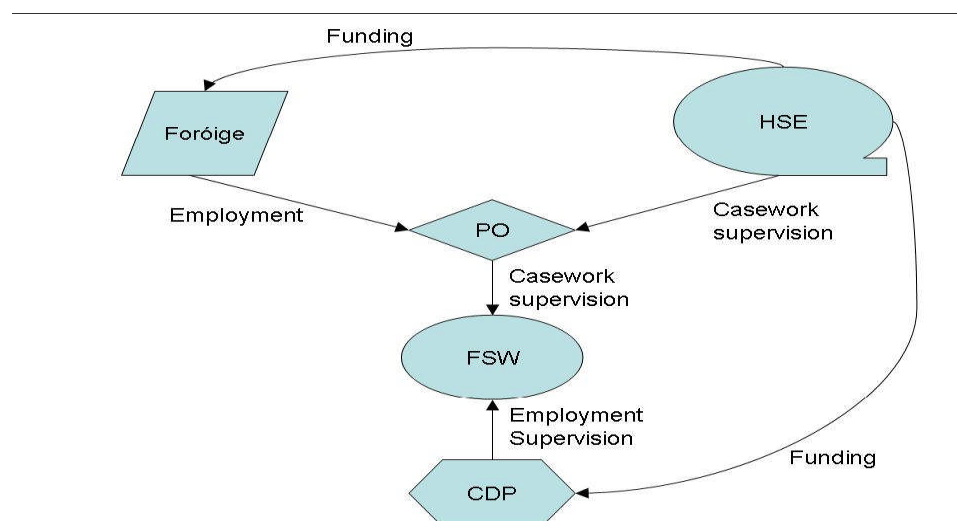 Funding
Foróige
HSE
Employment
Casework
supervision
PO
Casework
supervision
FSW
Employment
Supervision
Funding
CDP